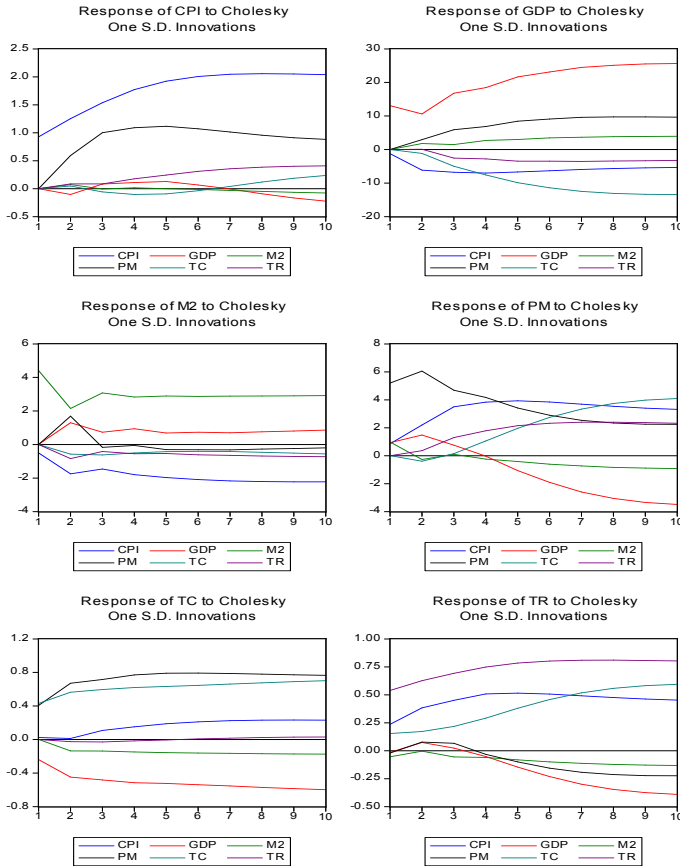 Response of CPI to Cholesky
One S.D. Innovations
2.5
2.0
1.5
1.0
0.5
0.0
-0.5
1 2 3 4 5 6 7 8 9 10
CPI GDP M2
PM TC TR
Response of GDP to Cholesky
One S.D. Innovations
30
20
10
0
-10
-20
1 2 3 4 5 6 7 8 9 10
CPI GDP M2
PM TC TR
Response of M2 to Cholesky
One S.D. Innovations
6
4
2
0
-2
-4
1 2 3 4 5 6 7 8 9 10
CPI GDP M2
PM TC TR
Response of PM to Cholesky
One S.D. Innovations
8
6
4
2
0
-2
-4
1 2 3 4 5 6 7 8 9 10
CPI GDP M2
PM TC TR
Response of TC to Cholesky
One S.D. Innovations
1.2
0.8
0.4
0.0
-0.4
-0.8
1 2 3 4 5 6 7 8 9 10
CPI GDP M2
PM TC TR
Response of TR to Cholesky
One S.D. Innovations
1.00
0.75
0.50
0.25
0.00
-0.25
-0.50
1 2 3 4 5 6 7 8 9 10
CPI GDP M2
PM TC TR